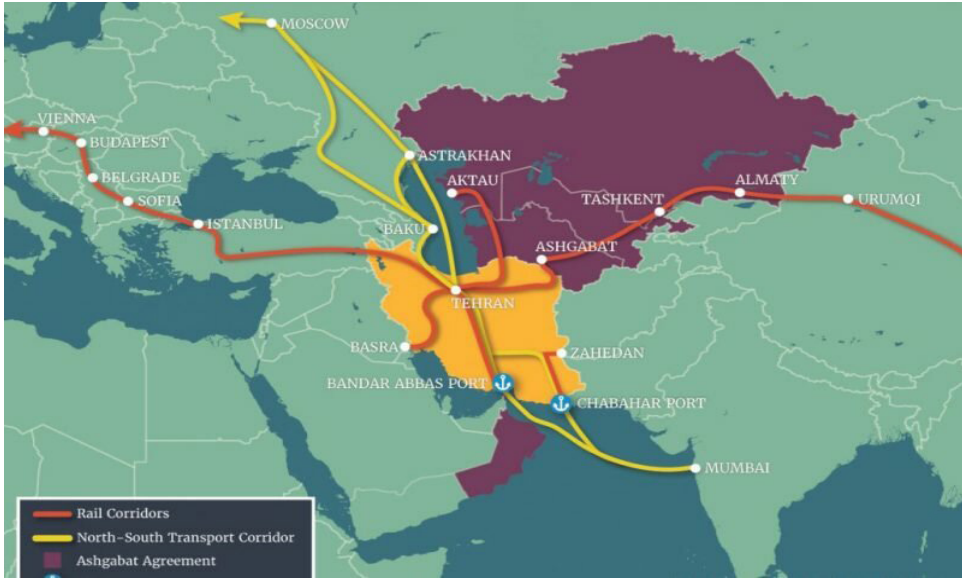 MOSCOW
VIENNA
BUDAPEST
ASTRAKHAN
BELGRADE
AKTAU
ALMATY
SOFIA
TASHKENT
URUMQI
ISTANBUL
BAKU
ASHGABAT
TEHRAN
BASRA
ZAHEDAN
BANDAR ABBAS PORT
CHABAHAR PORT
MUMBAI
Rail Corridors
North-South Transport Corridor
Ashgabat Agreement